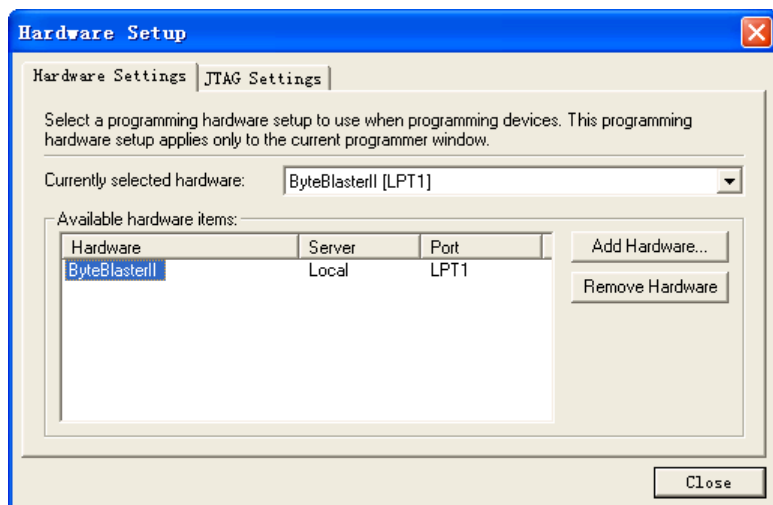 Hardware Setup
Hardware Settings
JTAG Settings
Select a programming hardware setup to use when programming devices. This programming
hardware setup applies only to the current programmer window.
Currently selected hardware: ByteBlasterII [LPT1]
Available hardware items:
Hardware Server Port
ByteBlasterII Local LPT1
Add Hardware...
Remove Hardware
Close